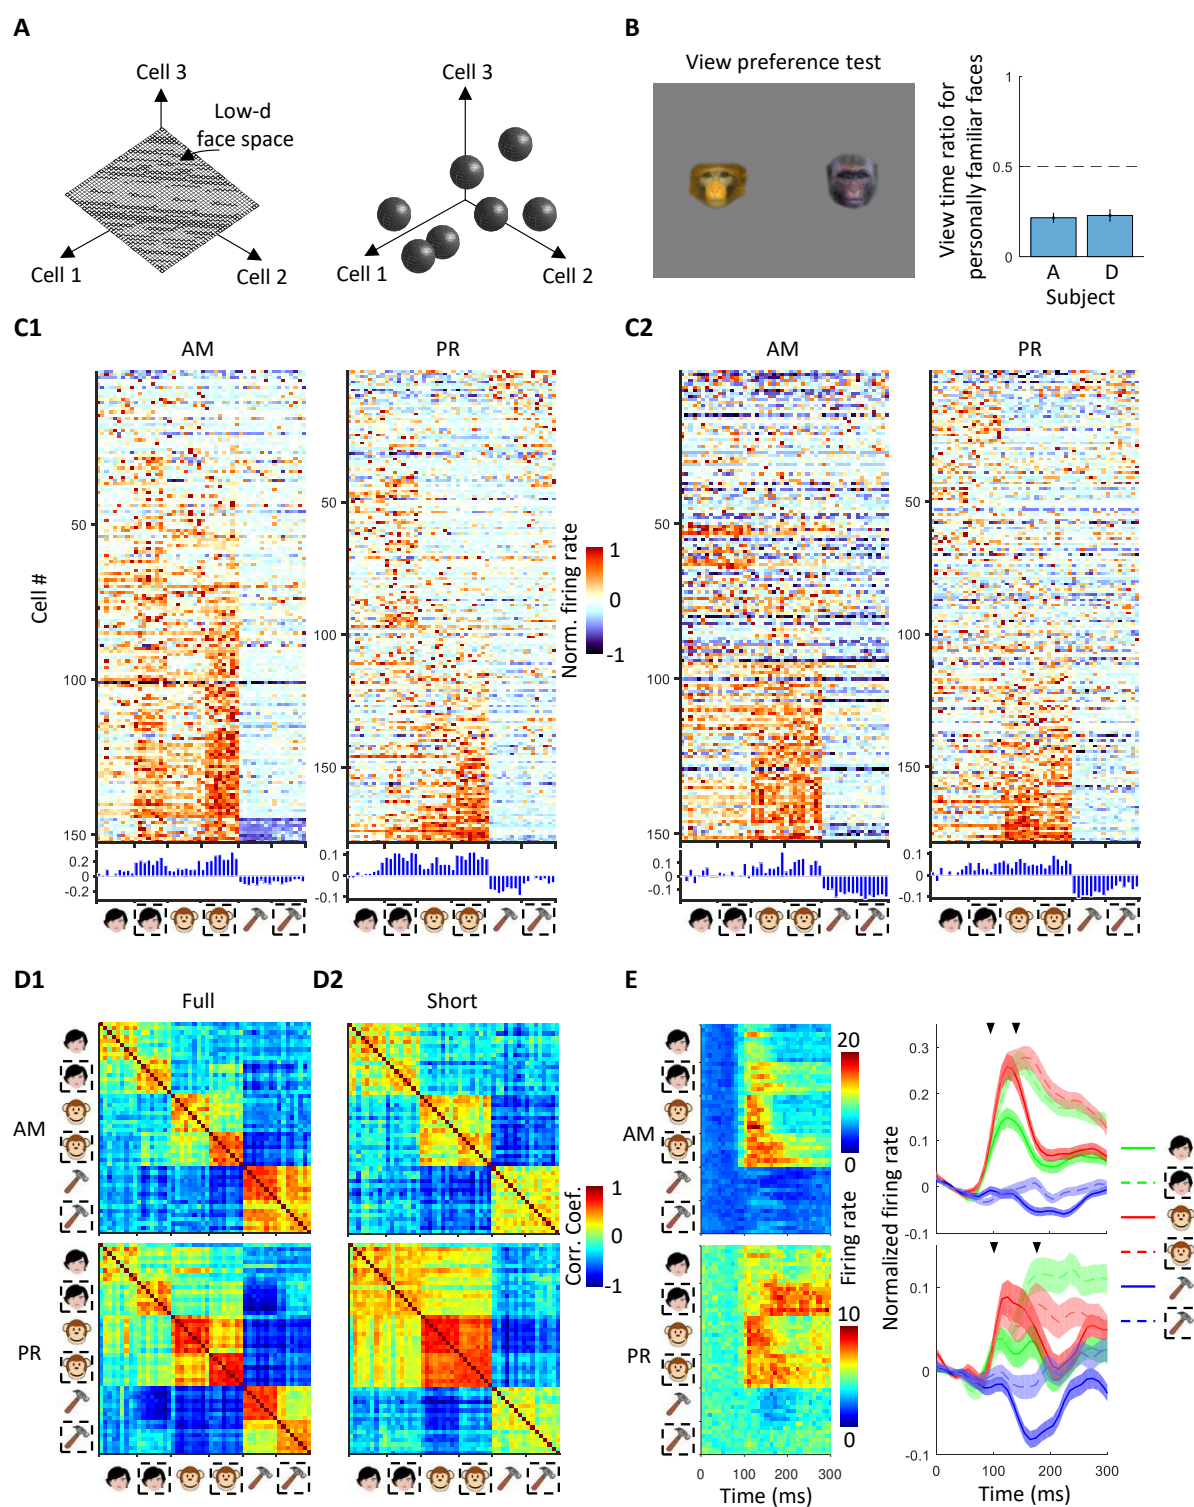 A
Cell 3
Low-d
face space
Cell 1
Cell 2
Cell 3
Cell 1
Cell 2
B
View preference test
View time ratio for
personally familiar faces
1
0.5
0
A
D
Subject
C1
AM
PR
Cell #
50
100
150
50
100
150
0.2
0
-0.2
0.1
0
-0.1
Norm. firing rate
1
0
-1
C2
AM
PR
50
100
150
50
100
150
0.1
0
-0.1
0.1
0
-0.1
D1
Full
D2
Short
AM
PR
Corr. Coef.
1
0
-1
E
AM
PR
20
0
Firing rate
10
0
0
100
200
300
Time (ms)
Normalized firing rate
0.3
0.2
0.1
0
-0.1
0.1
0
-0.1
0
100
200
300
Time (ms)